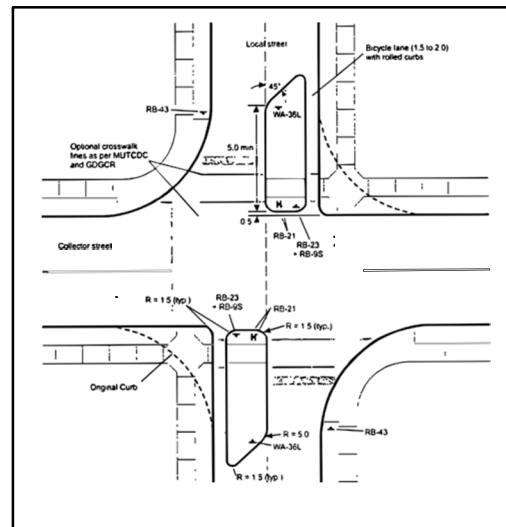 Local street
Bicycle lane (1.5 to 2.0)
with rolled curbs
45°
RB-43
WA-36L
Optional crosswalk
lines as per MUTCDC
and GDGCR
5.0 min
0.5
RB-21
RB-23
+ RB-9S
Collector street
R = 1.5 (typ.)
RB-23
+ RB-9S
RB-21
R = 1.5 (typ.)
Original Curb
R = 5.0
WA-36L
RB-43
R = 1.5 (typ.)